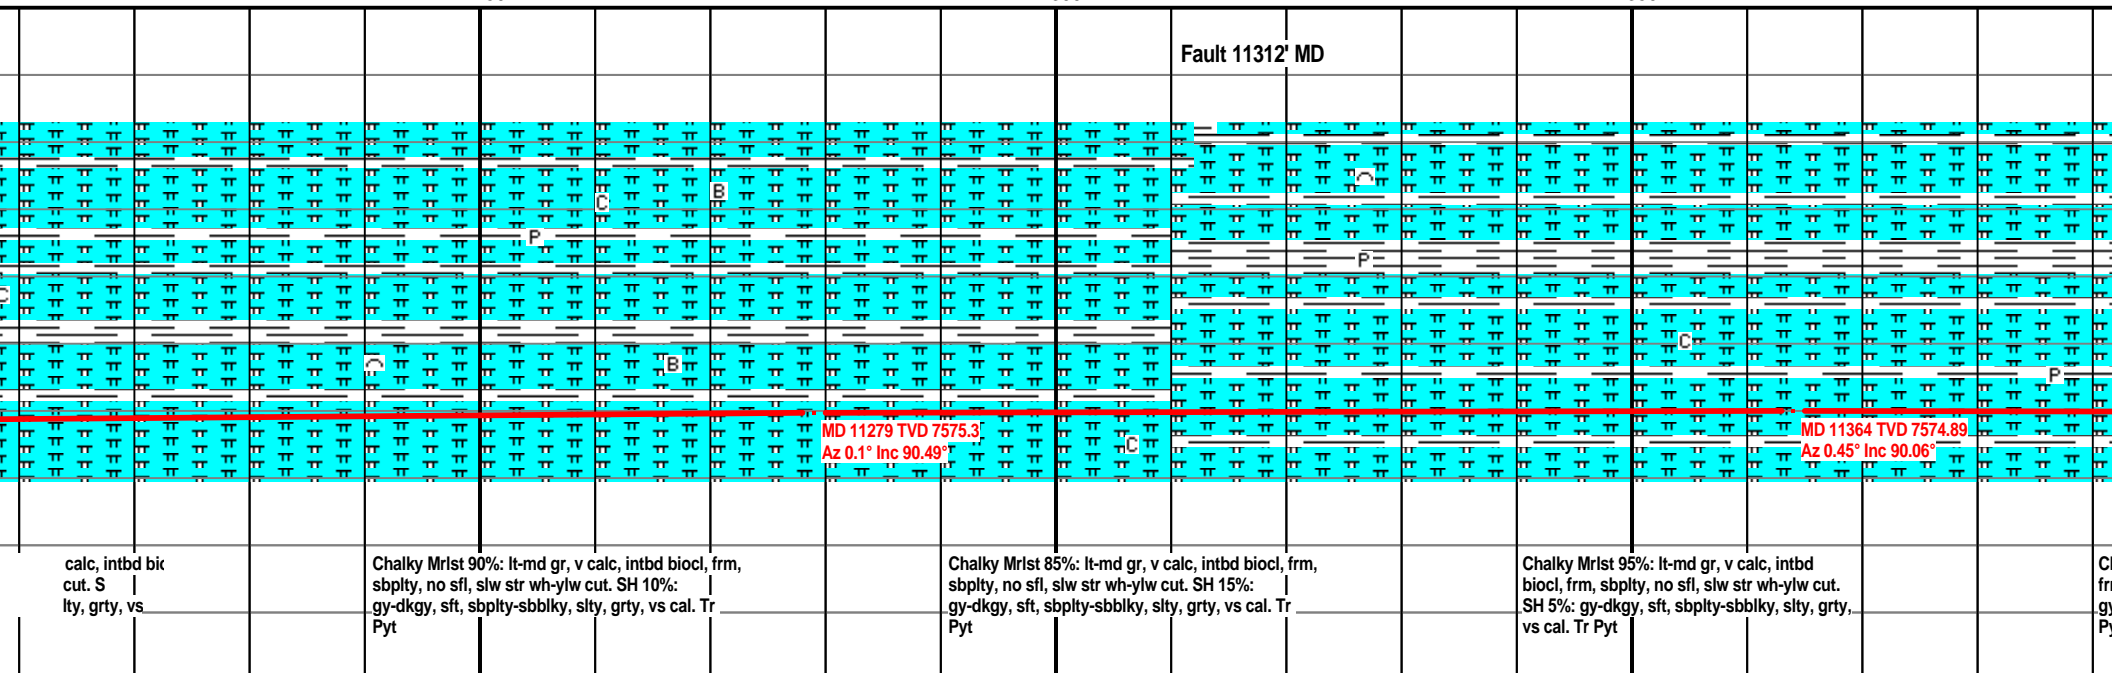 Fault 11312' MD
C
B
P
P
C
C
B
C
P
MD 11279 TVD 7575.3
Az 0.1° Inc 90.49°
MD 11364 TVD 7574.89
Az 0.45° Inc 90.06°
calc, intbd
cut. S
lty, grty, vs
Chalky Mrlst 90%: lt-md gr, v calc, intbd biocl, frm,
sbplty, no sfl, slw str wh-ylw cut. SH 10%:
gy-dkgy, sft, sbplty-sbblky, slty, grty, vs cal. Tr
Pyt
Chalky Mrlst 85%: lt-md gr, v calc, intbd biocl, frm,
sbplty, no sfl, slw str wh-ylw cut. SH 15%:
gy-dkgy, sft, sbplty-sbblky, slty, grty, vs cal. Tr
Pyt
Chalky Mrlst 95%: lt-md gr, v calc, intbd
biocl, frm, sbplty, no sfl, slw str wh-ylw cut.
SH 5%: gy-dkgy, sft, sbplty-sbblky, slty, grty,
vs cal. Tr Pyt